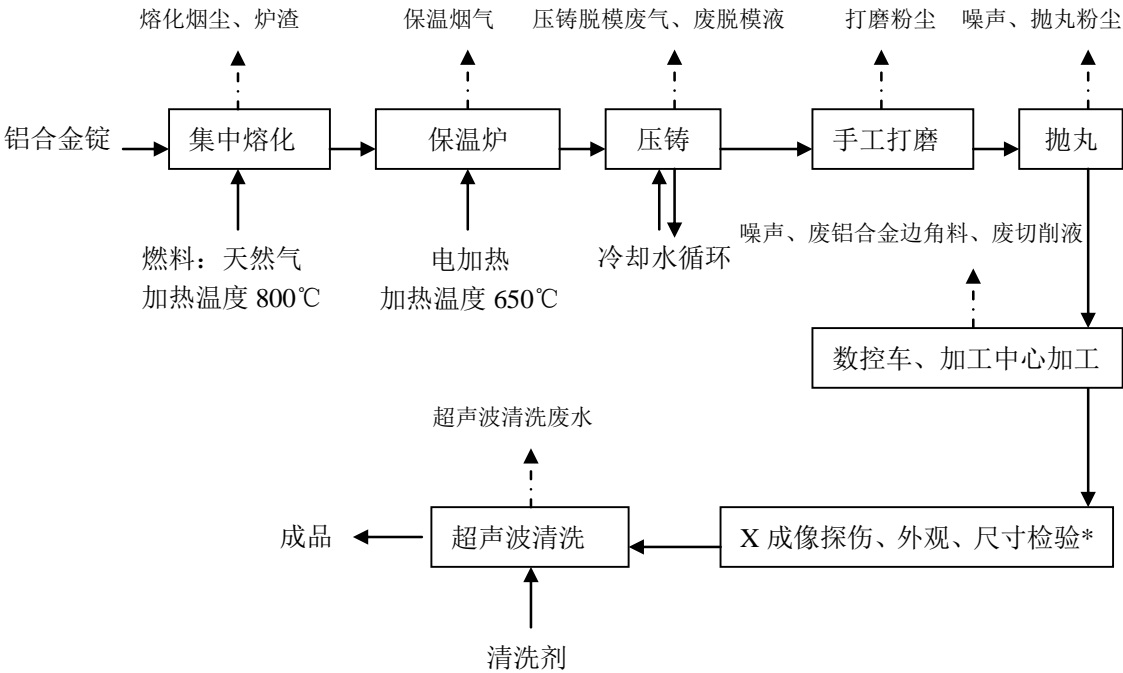 熔化烟尘、炉渣
保温烟气
压铸脱模废气、废脱模液
打磨粉尘
噪声、抛丸粉尘
铝合金锭
集中熔化
保温炉
压铸
手工打磨
抛丸
燃料：天然气
加热温度 800℃
电加热
加热温度 650℃
冷却水循环
噪声、废铝合金边角料、废切削液
数控车、加工中心加工
超声波清洗废水
成品
超声波清洗
X 成像探伤、外观、尺寸检验*
清洗剂